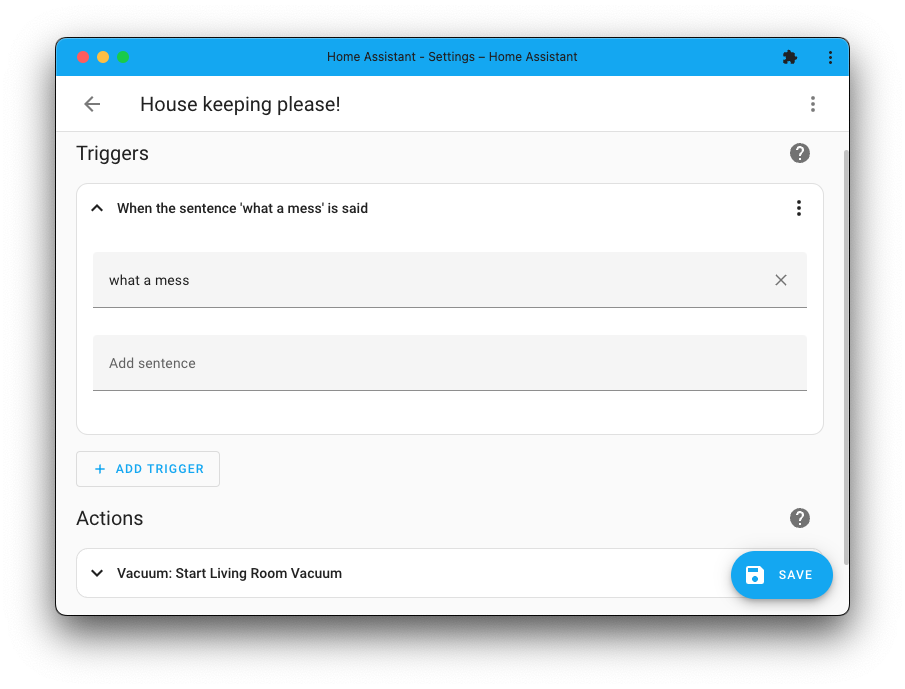 Home Assistant - Settings – Home Assistant
House keeping please!
Triggers
When the sentence 'what a mess' is said
what a mess
Add sentence
+ ADD TRIGGER
Actions
Vacuum: Start Living Room Vacuum
SAVE